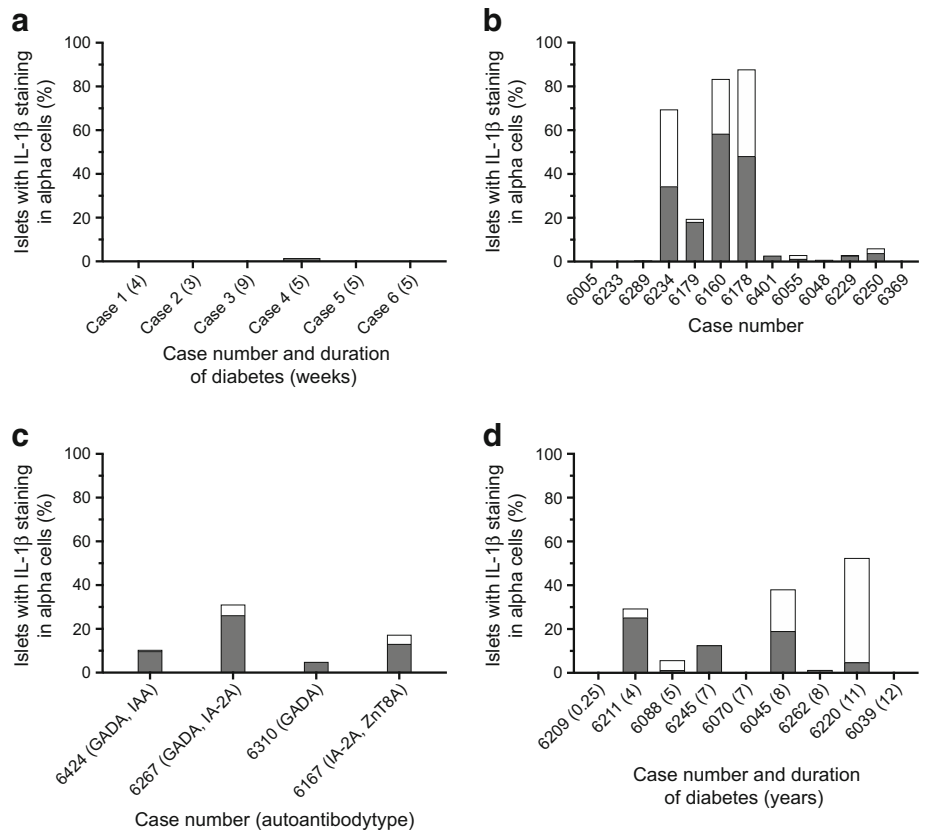 a
Islets with IL-1β staining
in alpha cells (%)
100
80
60
40
20
0
Case 1 (4)
Case 2 (3)
Case 3 (9)
Case 4 (5)
Case 5 (5)
Case 6 (5)
Case number and duration
of diabetes (weeks)
b
Islets with IL-1β staining
in alpha cells (%)
100
80
60
40
20
0
6005
6233
6289
6234
6179
6160
6178
6401
6055
6048
6229
6250
6369
Case number
c
Islets with IL-1β staining
in alpha cells (%)
100
80
60
40
20
0
6424 (GADA, IAA)
6267 (GADA, IA-2A)
6310 (GADA)
6167 (IA-2A, ZnT8A)
Case number (autoantibodytype)
d
Islets with IL-1β staining
in alpha cells (%)
100
80
60
40
20
0
6209 (0.25)
6211 (4)
6088 (5)
6245 (7)
6070 (7)
6045 (8)
6262 (8)
6220 (11)
6039 (12)
Case number and duration
of diabetes (years)